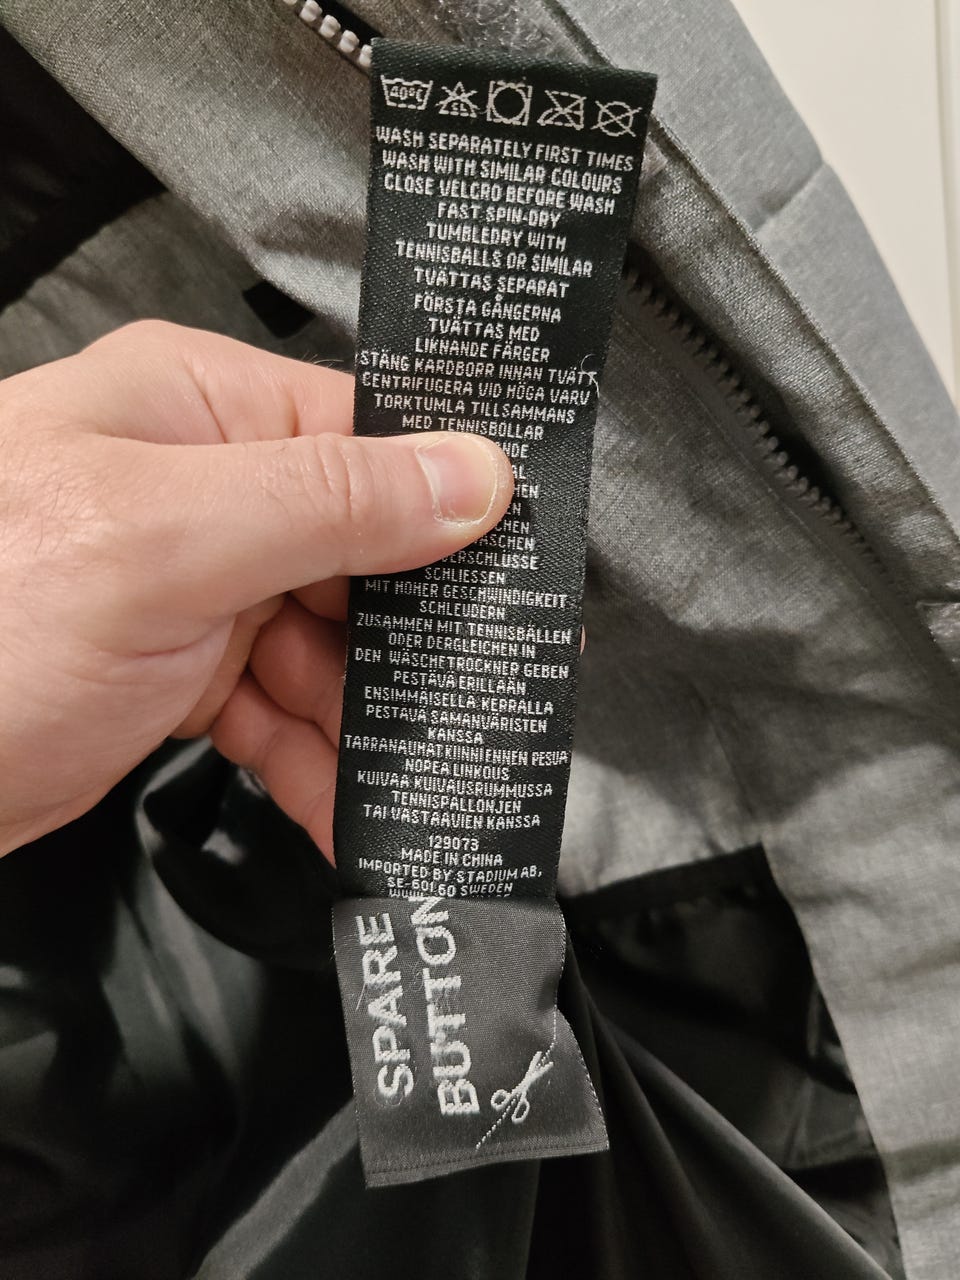 40°C
CL
WASH SEPARATELY FIRST TIMES
WASH WITH SIMILAR COLOURS
CLOSE VELCRO BEFORE WASH
FAST SPIN-DRY
TUMBLEDRY WITH
TENNISBALLS OR SIMILAR
TVÄTTAS SEPARAT
FÖRSTA GÅNGERNA
TVÄTTAS MED
LIKNANDE FÄRGER
STÄNG KARDBORR INNAN TVÄTT
CENTRIFUGERA VID HÖGA VARV
TORKTUMLA TILLSAMMANS
MED TENNISBOLLAR
SCHLIESSEN
MIT HOHER GESCHWINDIGKEIT
SCHLEUDERN
ZUSAMMEN MIT TENNISBÄLLEN
ODER DERGLEICHEN IN
DEN WÄSCHETROCKNER GEBEN
PESTÄVÄ ERILLÄÄN
ENSIMMÄISELLÄ KERRALLA
PESTÄVÄ SAMANVÄRISTEN
KANSSA
TARRANAUHAT KIINNI ENNEN PESUA
NOPEA LINKOUS
KUIVAA KUIVAUSRUMMUSSA
TENNISPALLOJEN
TAI VASTAAVIEN KANSSA
129073
MADE IN CHINA
IMPORTED BY STADIUM AB,
SE-601 60 SWEDEN
SPARE
BUTTON